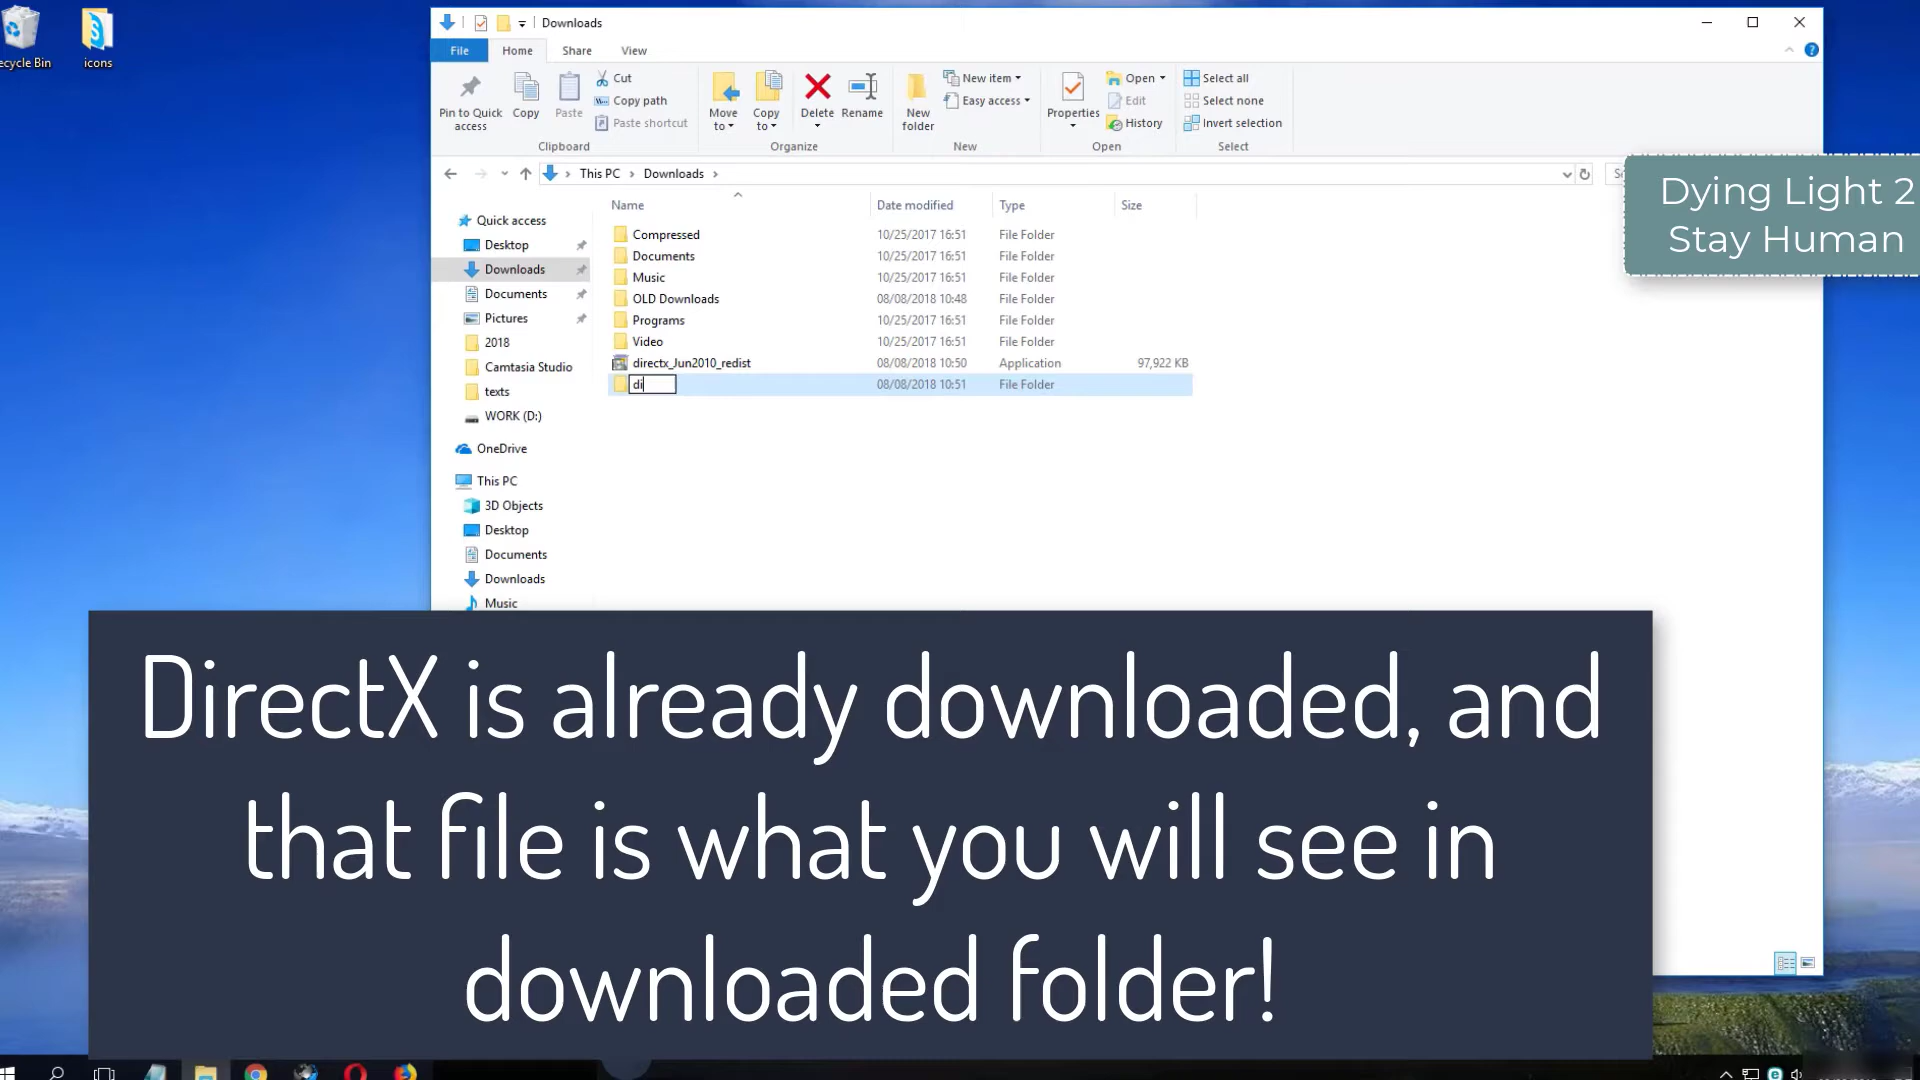 Downloads
File
Home
Share
View
Pin to Quick access
Copy
Paste
Cut
Copy path
Paste shortcut
Clipboard
Move to
Copy to
Delete
Rename
Organize
New folder
New item
Easy access
New
Properties
Open
Edit
History
Open
Select all
Select none
Invert selection
Select
This PC
Downloads
Name
Date modified
Type
Size
Compressed 10/25/2017 16:51 File Folder
Documents 10/25/2017 16:51 File Folder
Music 10/25/2017 16:51 File Folder
OLD Downloads 08/08/2018 10:48 File Folder
Programs 10/25/2017 16:51 File Folder
Video 10/25/2017 16:51 File Folder
directx_Jun2010_redist 08/08/2018 10:50 Application 97,922 KB
di 08/08/2018 10:51 File Folder
Quick access
Desktop
Downloads
Documents
Pictures
2018
Camtasia Studio
texts
WORK (D:)
OneDrive
This PC
3D Objects
Desktop
Documents
Downloads
Music
ecycle Bin
icons
Dying Light 2
Stay Human
DirectX is already downloaded, and
that file is what you will see in
downloaded folder!